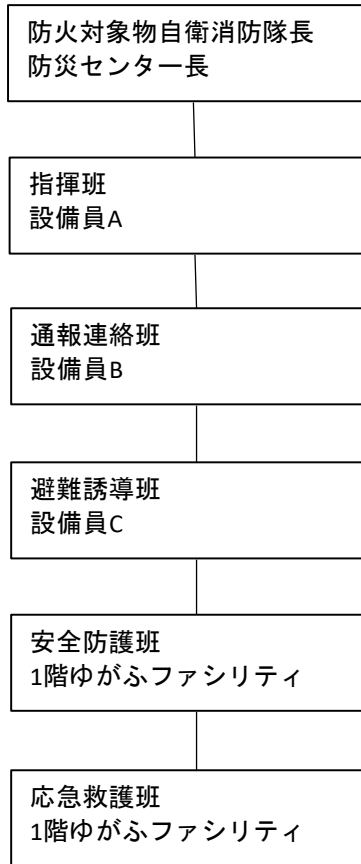 防火対象物自衛消防隊長
防災センター長
指揮班
設備員A
通報連絡班
設備員B
避難誘導班
設備員C
安全防護班
1階ゆがふファシリティ
応急救護班
1階ゆがふファシリティ